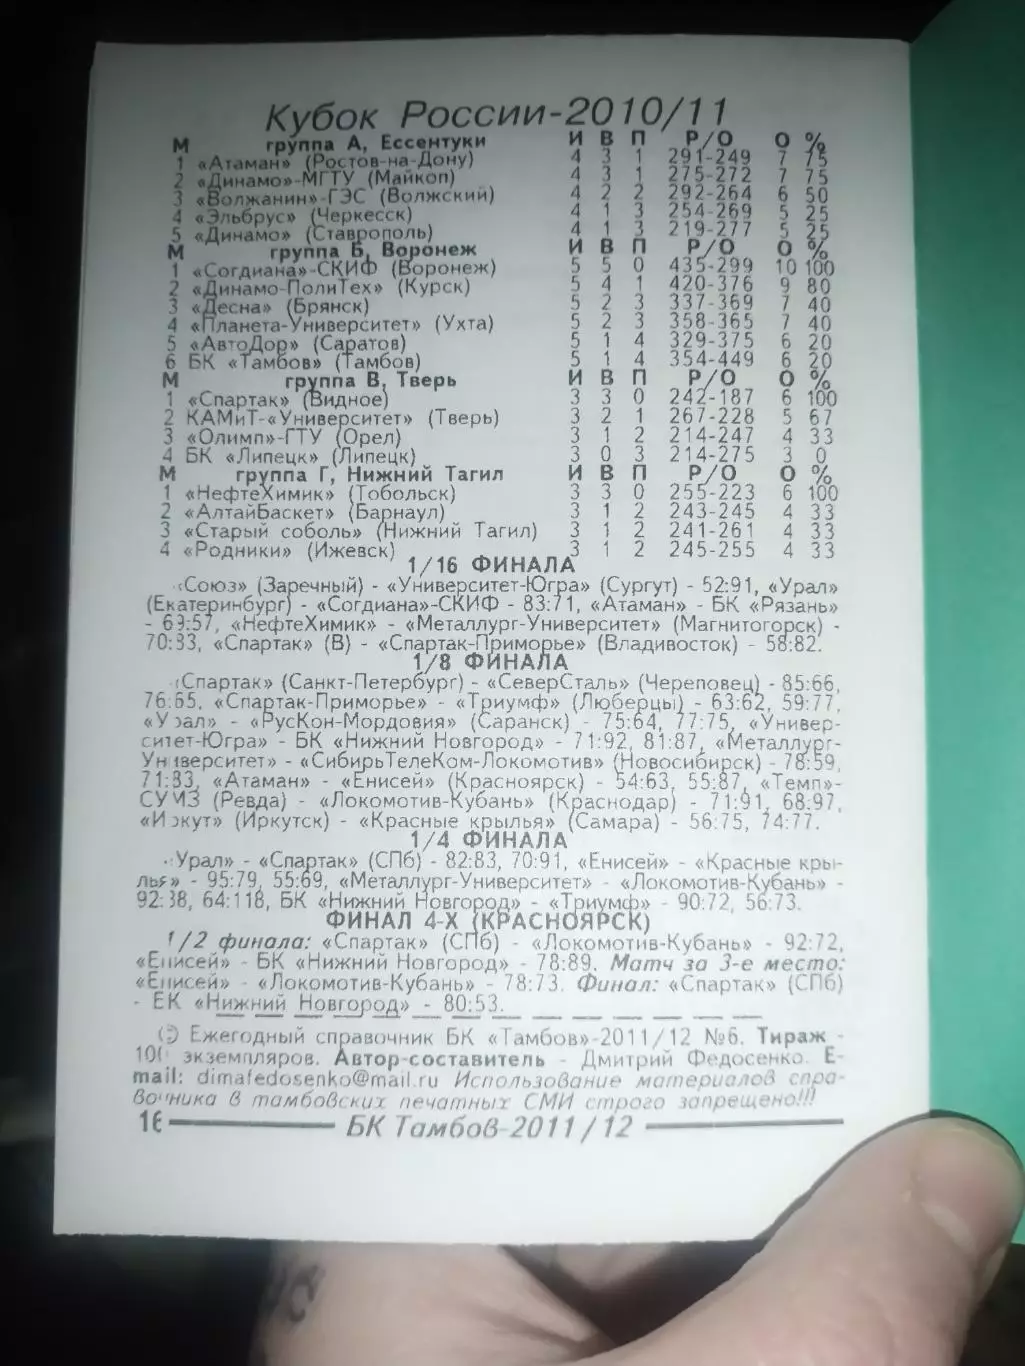 Кубок России-2010/11
М группа А, Ессентуки И В П Р/О О %
1 «Атаман» (Ростов-на-Дону) 4 3 1 291-249 7 75
2 «Динамо»-МГТУ (Майкоп) 4 3 1 275-272 7 75
3 «Волжанин»-ГЭС (Волжский) 4 2 2 292-264 6 50
4 «Эльбрус» (Черкесск) 4 1 3 254-269 5 25
5 «Динамо» (Ставрополь) 4 1 3 219-277 5 25
М группа Б, Воронеж И В П Р/О О %
1 «Согдиана»-СКИФ (Воронеж) 5 5 0 435-299 10 100
2 «Динамо-ПолиТех» (Курск) 5 4 1 420-376 9 80
3 «Десна» (Брянск) 5 2 3 337-369 7 40
4 «Планета-Университет» (Ухта) 5 2 3 358-365 7 40
5 «АвтоДор» (Саратов) 5 1 4 329-375 6 20
6 БК «Тамбов» (Тамбов) 5 1 4 354-449 6 20
М группа В, Тверь И В П Р/О О %
1 «Спартак» (Видное) 3 3 0 242-187 6 100
2 КАМиТ-«Университет» (Тверь) 3 2 1 267-228 5 67
3 «Олимп»-ГТУ (Орел) 3 1 2 214-247 4 33
4 БК «Липецк» (Липецк) 3 0 3 214-275 3 0
М группа Г, Нижний Тагил И В П Р/О О %
1 «НефтеХимик» (Тобольск) 3 3 0 255-223 6 100
2 «АлтайБаскет» (Барнаул) 3 1 2 243-245 4 33
3 «Старый соболь» (Нижний Тагил) 3 1 2 241-261 4 33
4 «Родники» (Ижевск) 3 1 2 245-255 4 33
1/16 ФИНАЛА
«Союз» (Заречный) - «Университет-Югра» (Сургут) - 52:91, «Урал»
(Екатеринбург) - «Согдиана»-СКИФ - 83:71, «Атаман» - БК «Рязань»
- 69:57, «НефтеХимик» - «Металлург-Университет» (Магнитогорск) -
70:83, «Спартак» (В) - «Спартак-Приморье» (Владивосток) - 58:82.
1/8 ФИНАЛА
«Спартак» (Санкт-Петербург) - «СеверСталь» (Череповец) - 85:66,
76:65, «Спартак-Приморье» - «Триумф» (Люберцы) - 63:62, 59:77,
«Урал» - «РусКон-Мордовия» (Саранск) - 75:64, 77:75, «Универ-
ситет-Югра» - БК «Нижний Новгород» - 71:92, 81:87, «Металлург-
Университет» - «СибирьТелеКом-Локомотив» (Новосибирск) - 78:59,
71:83, «Атаман» - «Енисей» (Красноярск) - 54:63, 55:87, «Темп»-
СУМЗ (Ревда) - «Локомотив-Кубань» (Краснодар) - 71:91, 68:97,
«Иркут» (Иркутск) - «Красные крылья» (Самара) - 56:75, 74:77.
1/4 ФИНАЛА
«Урал» - «Спартак» (СПб) - 82:83, 70:91, «Енисей» - «Красные кры-
лья» - 95:79, 55:69, «Металлург-Университет» - «Локомотив-Кубань» -
64:118, БК «Нижний Новгород» - «Триумф» - 90:72, 56:73.
ФИНАЛ 4-Х (КРАСНОЯРСК)
1/2 финала: «Спартак» (СПб) - «Локомотив-Кубань» - 92:72,
«Енисей» - БК «Нижний Новгород» - 78:89. Матч за 3-е место:
«Енисей» - «Локомотив-Кубань» - 78:73. Финал: «Спартак» (СПб)
- БК «Нижний Новгород» - 80:53.
© Ежегодный справочник БК «Тамбов»-2011/12 №6. Тираж -
100 экземпляров. Автор-составитель - Дмитрий Федосенко. E-
mail: dimafedosenko@mail.ru Использование материалов спра-
вочника в тамбовских печатных СМИ строго запрещено!!!
16 БК Тамбов-2011/12